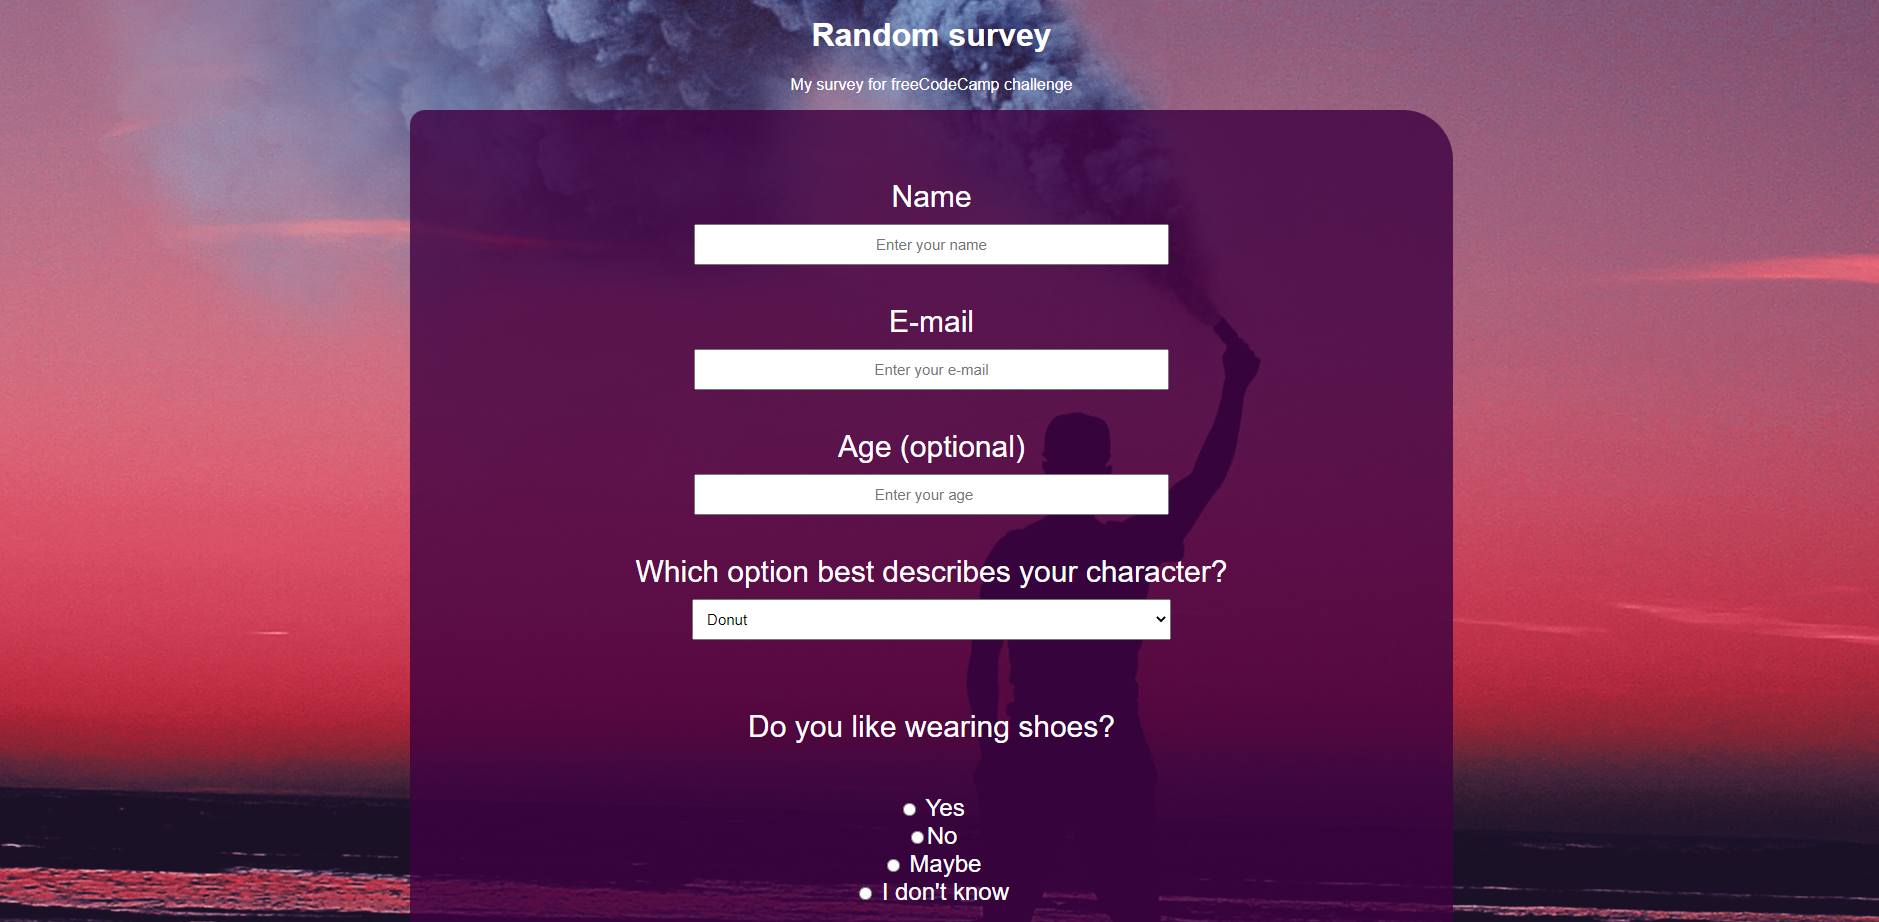 Random survey
My survey for freeCodeCamp challenge
Name
Enter your name
E-mail
Enter your e-mail
Age (optional)
Enter your age
Which option best describes your character?
Donut
Do you like wearing shoes?
Yes
No
Maybe
I don't know